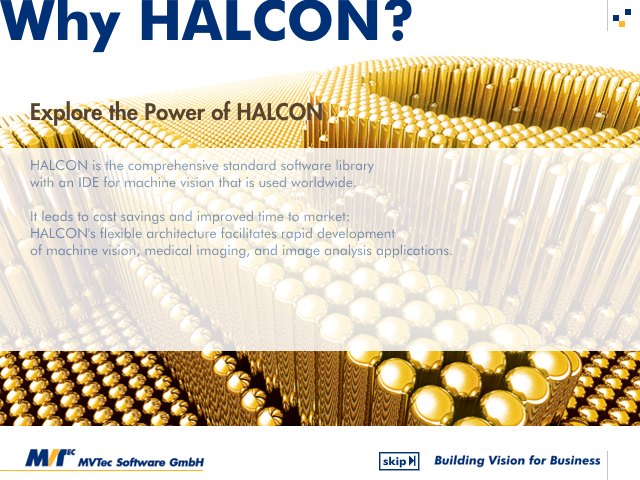 Why HALCON?
Explore the Power of HALCON
HALCON is the comprehensive standard software library
with an IDE for machine vision that is used worldwide.
It leads to cost savings and improved time to market:
HALCON's flexible architecture facilitates rapid development
of machine vision, medical imaging, and image analysis applications.
MVTEC MVTec Software GmbH
skip
Building Vision for Business